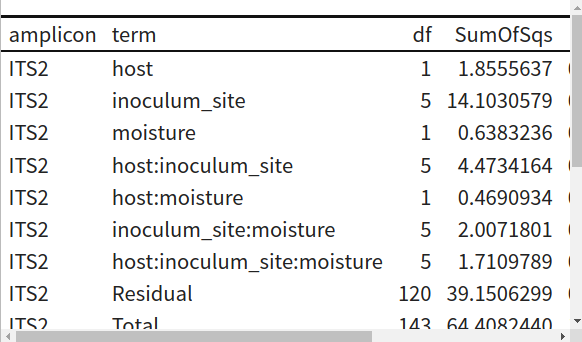 amplicon term df SumOfSqs
ITS2 host 1 1.8555637
ITS2 inoculum_site 5 14.1030579
ITS2 moisture 1 0.6383236
ITS2 host:inoculum_site 5 4.4734164
ITS2 host:moisture 1 0.4690934
ITS2 inoculum_site:moisture 5 2.0071801
ITS2 host:inoculum_site:moisture 5 1.7109789
ITS2 Residual 120 39.1506299
ITS2 Total 143 64.4082440